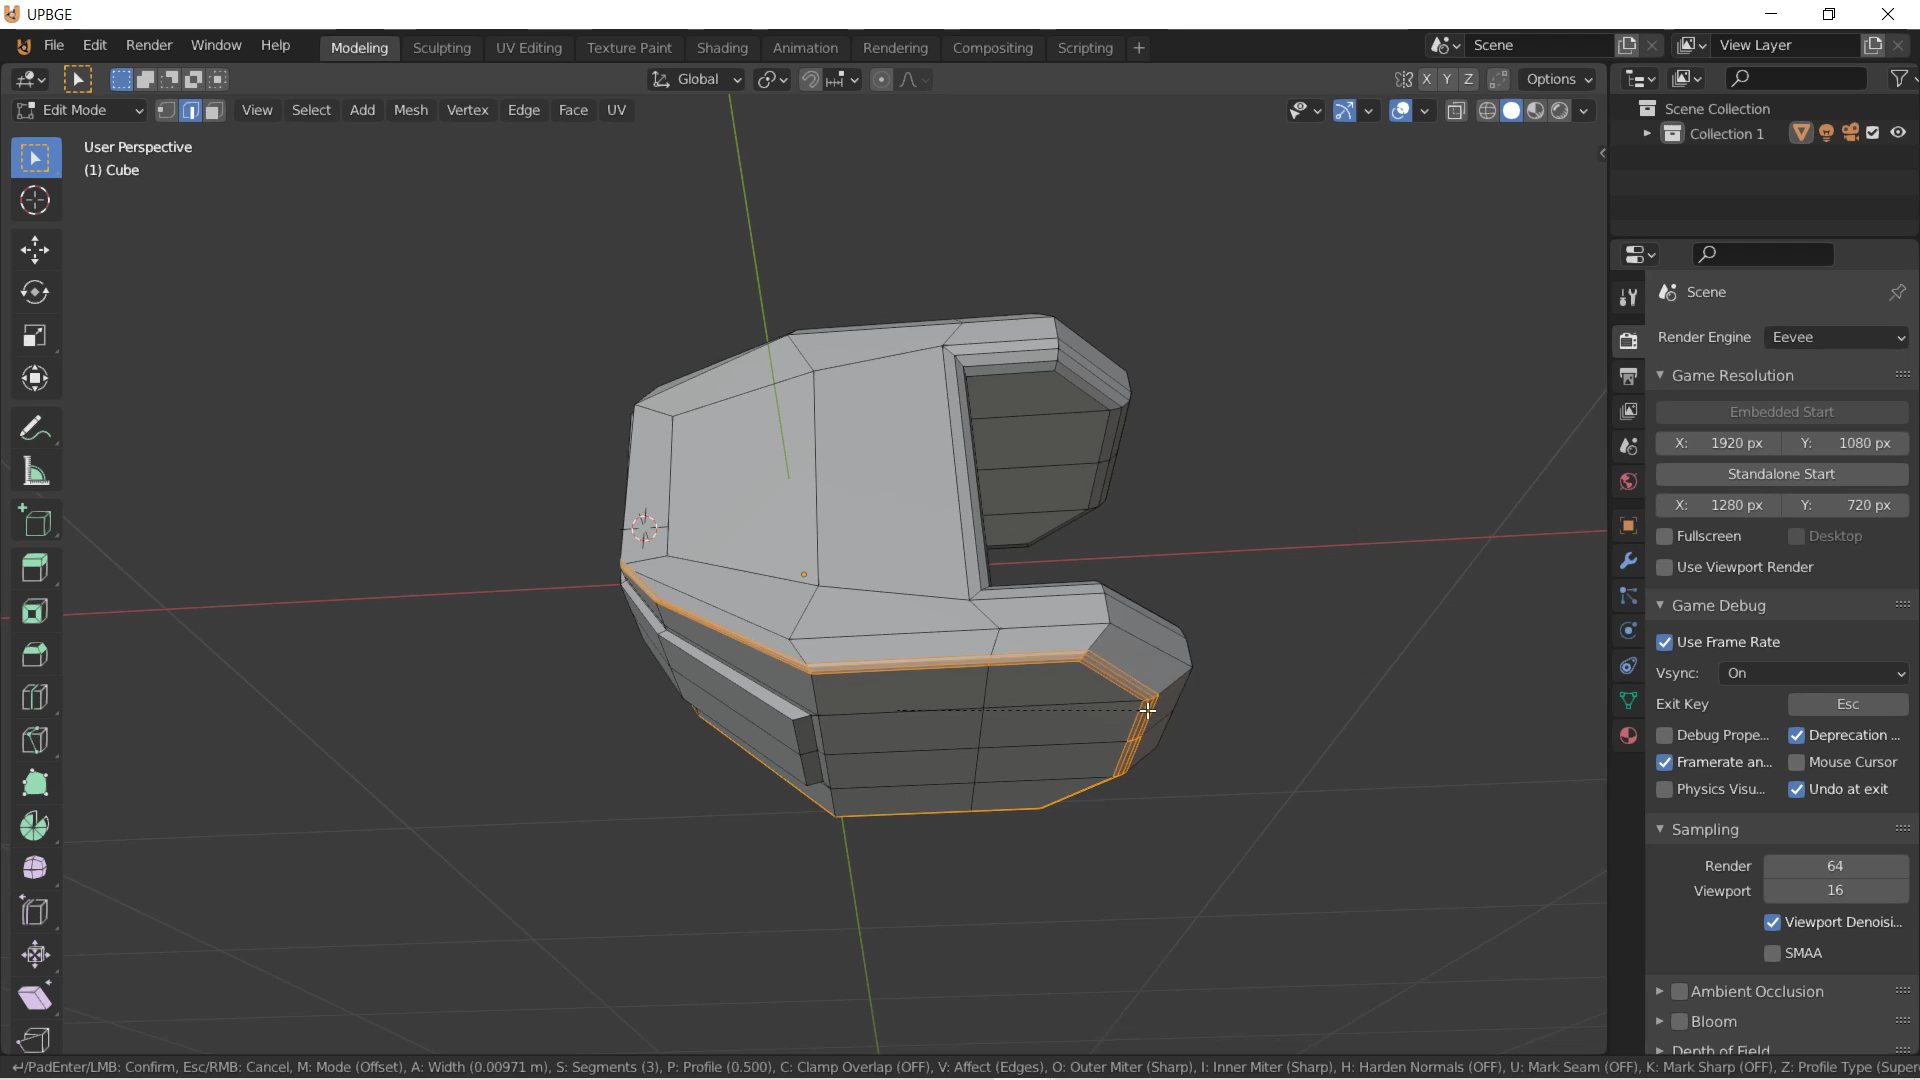 UPBGE
File Edit Render Window Help Modeling Sculpting UV Editing Texture Paint Shading Animation Rendering Compositing Scripting + Scene View Layer
Global X Y Z Options
Edit Mode View Select Add Mesh Vertex Edge Face UV
Scene Collection
Collection 1
User Perspective
(1) Cube
Scene
Render Engine Eevee
Game Resolution
Embedded Start
X: 1920 px Y: 1080 px
Standalone Start
X: 1280 px Y: 720 px
Fullscreen Desktop
Use Viewport Render
Game Debug
Use Frame Rate
Vsync: On
Exit Key Esc
Debug Prope... Deprecation ...
Framerate an... Mouse Cursor
Physics Visu... Undo at exit
Sampling
Render 64
Viewport 16
Viewport Denoisi...
SMAA
Ambient Occlusion
Bloom
Depth of Field
↵/PadEnter/LMB: Confirm, Esc/RMB: Cancel, M: Mode (Offset), A: Width (0.00971 m), S: Segments (3), P: Profile (0.500), C: Clamp Overlap (OFF), V: Affect (Edges), O: Outer Miter (Sharp), I: Inner Miter (Sharp), H: Harden Normals (OFF), U: Mark Seam (OFF), K: Mark Sharp (OFF), Z: Profile Type (Super